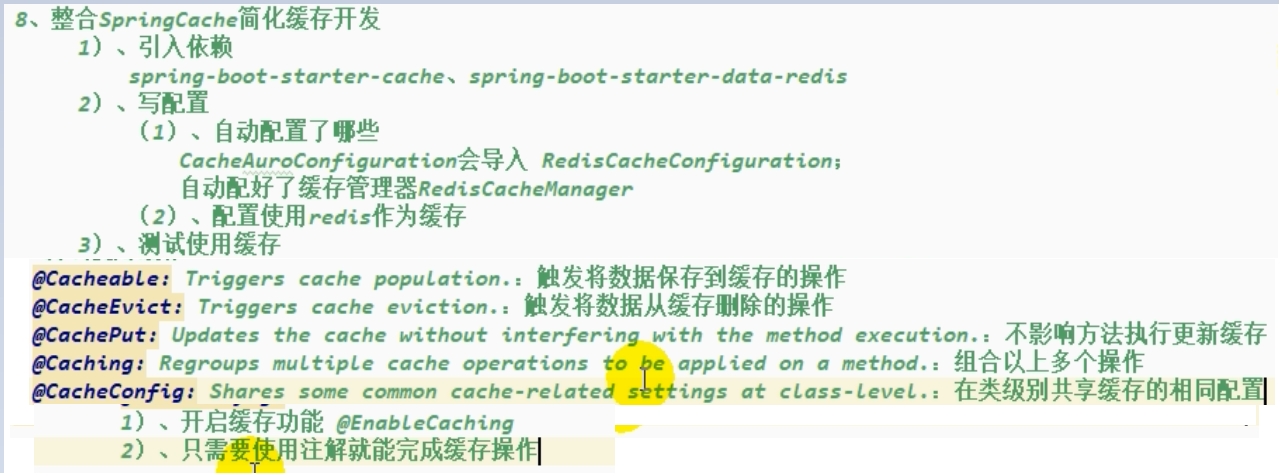 8、整合SpringCache简化缓存开发
1）、引入依赖
spring-boot-starter-cache、spring-boot-starter-data-redis
2）、写配置
（1）、自动配置了哪些
CacheAuroConfiguration会导入 RedisCacheConfiguration；
自动配好了缓存管理器RedisCacheManager
（2）、配置使用redis作为缓存
3）、测试使用缓存
@Cacheable: Triggers cache population.：触发将数据保存到缓存的操作
@CacheEvict: Triggers cache eviction.：触发将数据从缓存删除的操作
@CachePut: Updates the cache without interfering with the method execution.：不影响方法执行更新缓存
@Caching: Regroups multiple cache operations to be applied on a method.：组合以上多个操作
@CacheConfig: Shares some common cache-related settings at class-level.：在类级别共享缓存的相同配置
1）、开启缓存功能 @EnableCaching
2）、只需要使用注解就能完成缓存操作